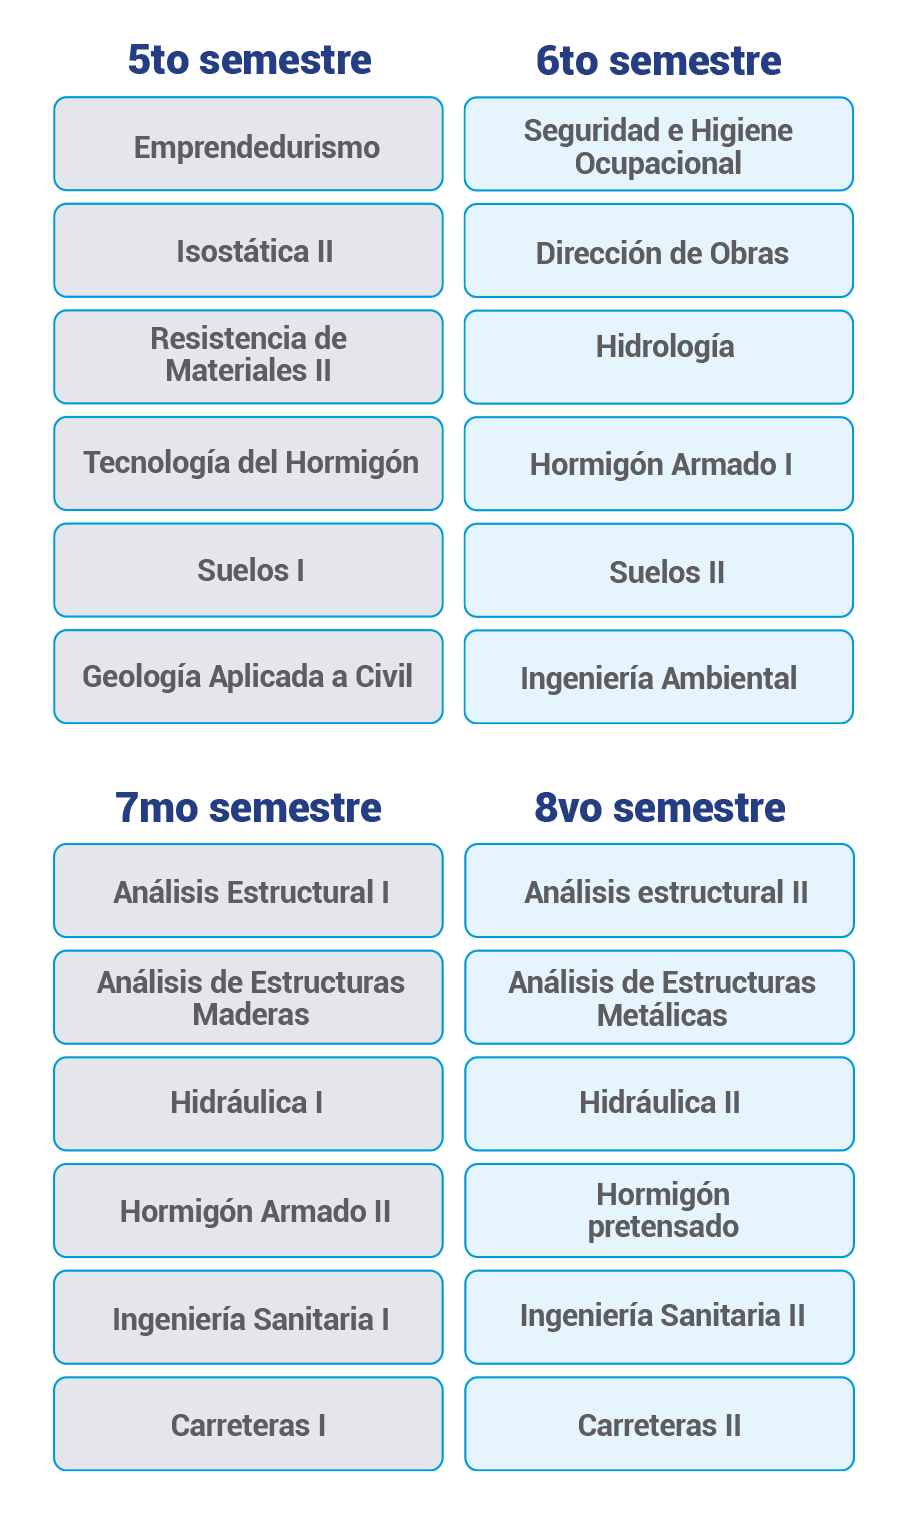 5to semestre
Emprendedurismo
Isostática II
Resistencia de
Materiales II
Tecnología del Hormigón
Suelos I
Geología Aplicada a Civil
6to semestre
Seguridad e Higiene
Ocupacional
Dirección de Obras
Hidrología
Hormigón Armado I
Suelos II
Ingeniería Ambiental
7mo semestre
Análisis Estructural I
Análisis de Estructuras
Maderas
Hidráulica I
Hormigón Armado II
Ingeniería Sanitaria I
Carreteras I
8vo semestre
Análisis estructural II
Análisis de Estructuras
Metálicas
Hidráulica II
Hormigón
pretensado
Ingeniería Sanitaria II
Carreteras II